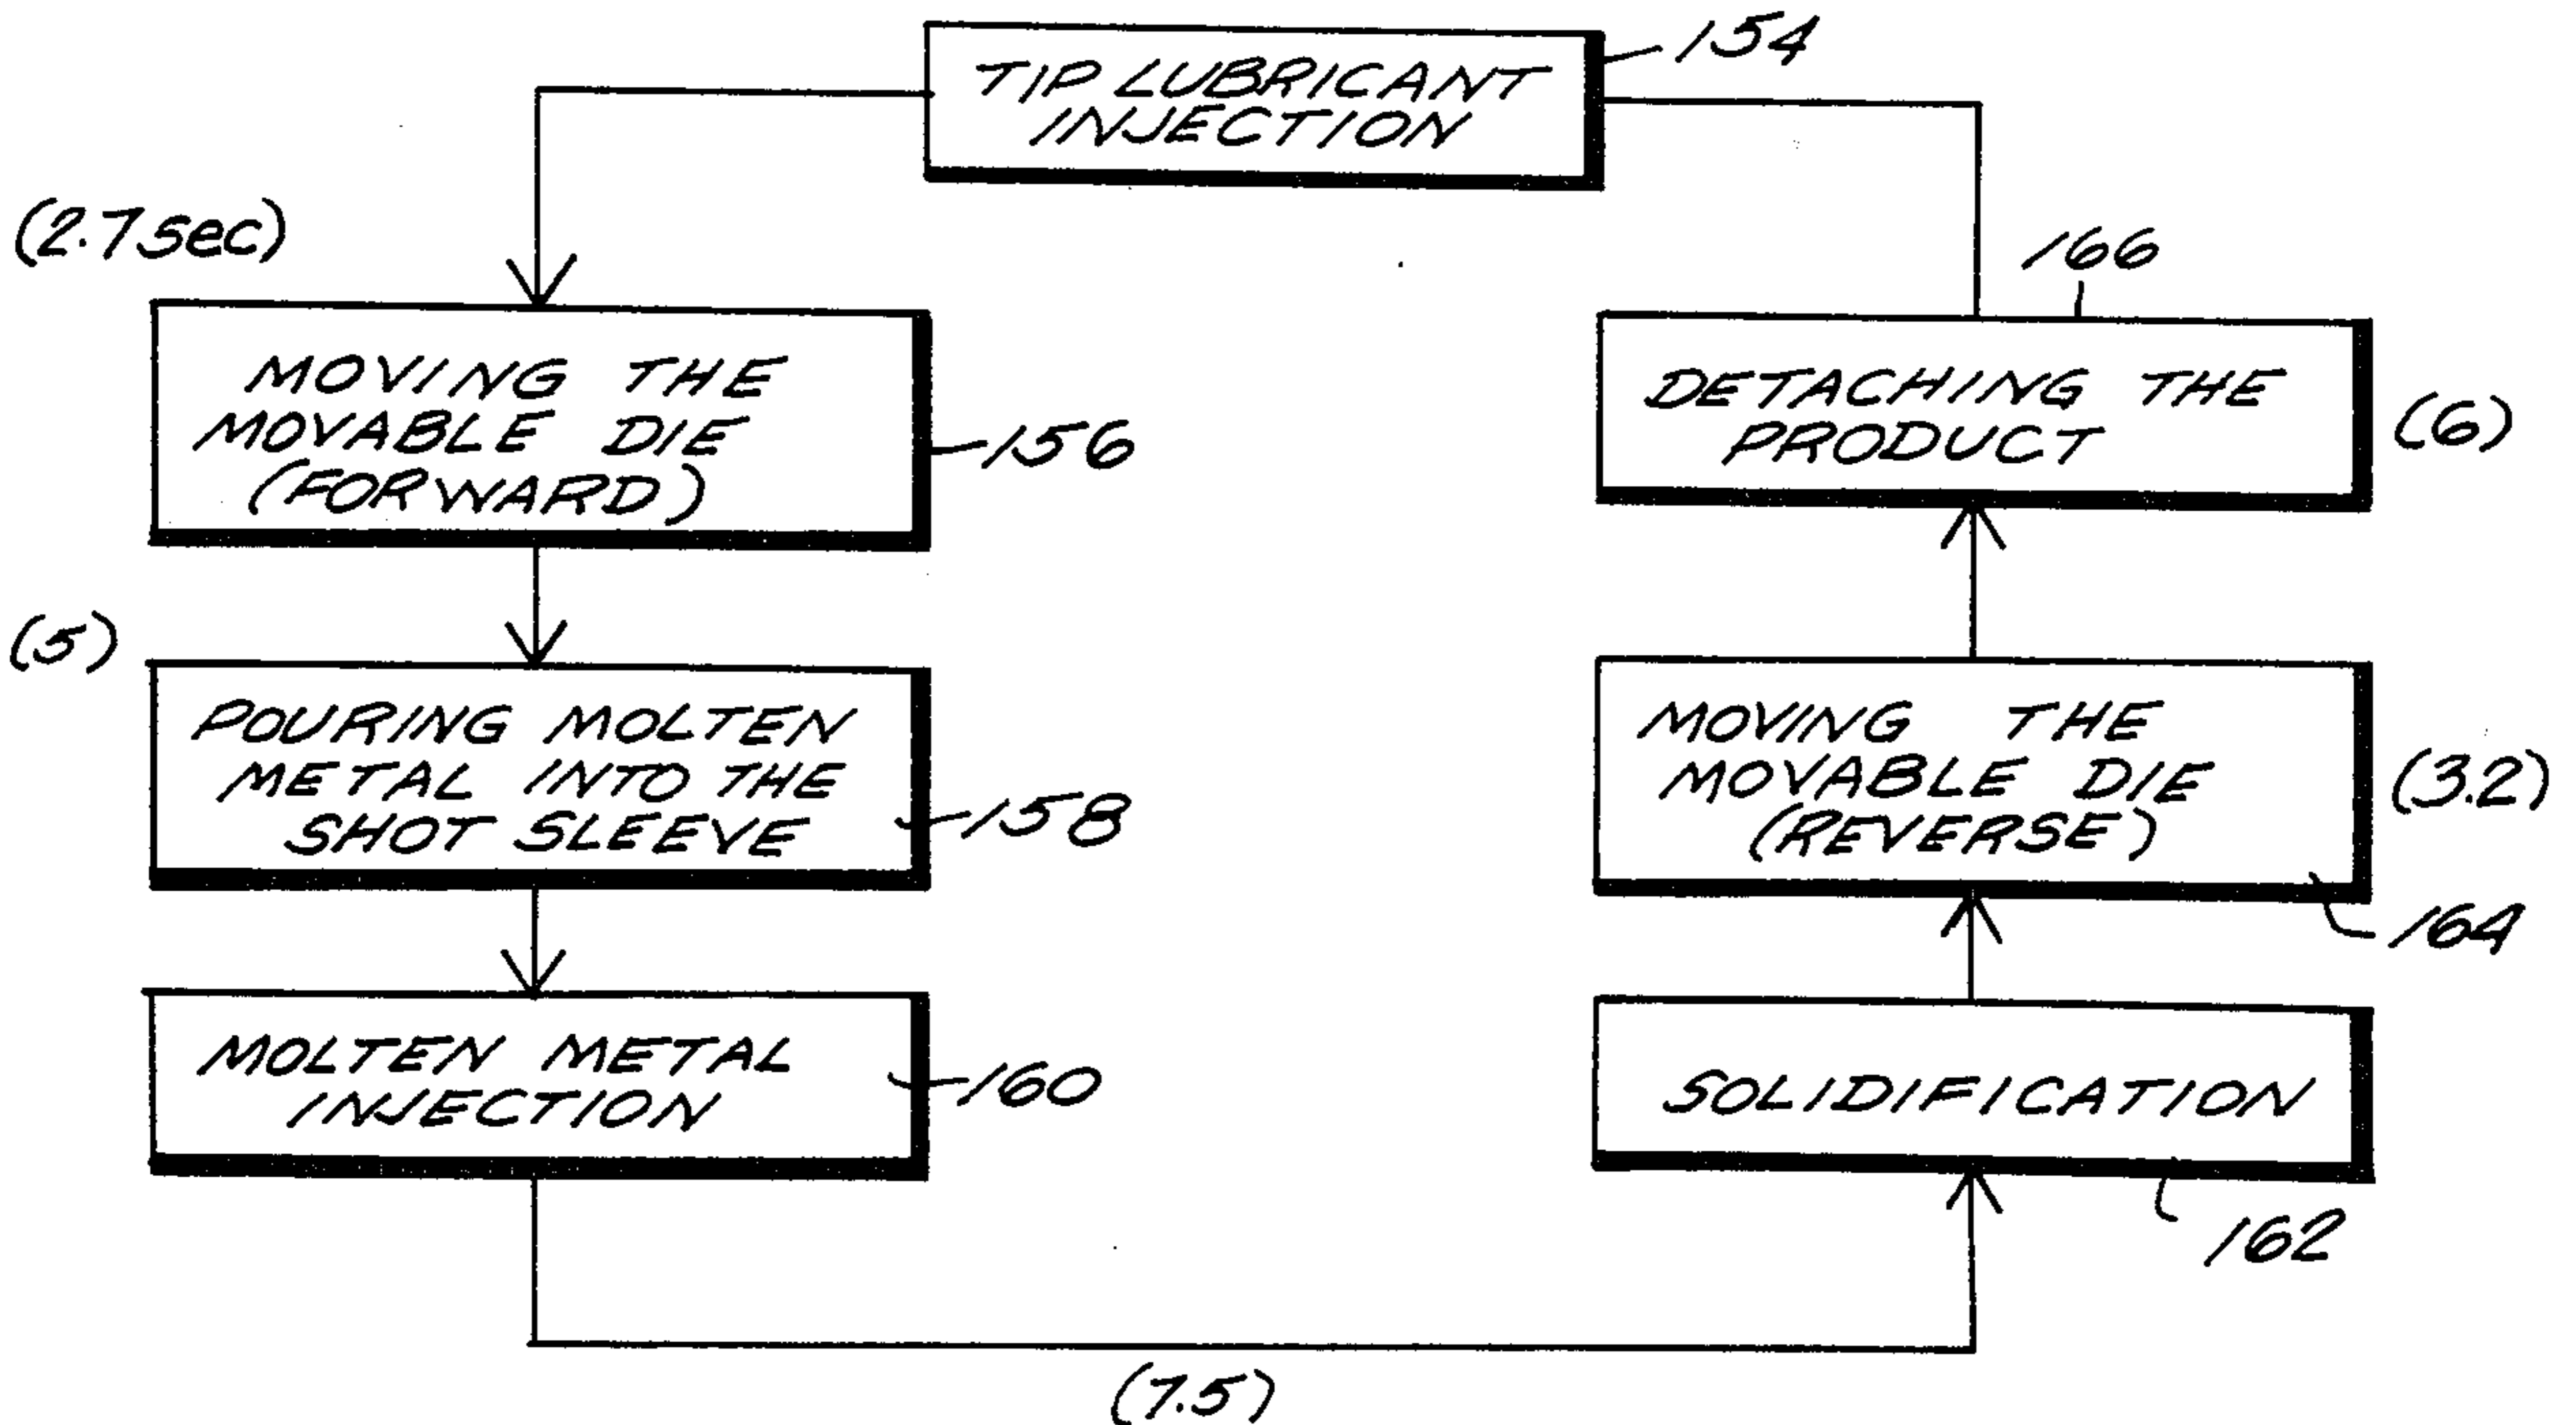 TIP LUBRICANT
INJECTION
154
(2.7 sec)
MOVING THE
MOVABLE DIE
(FORWARD)
156
(5)
POURING MOLTEN
METAL INTO THE
SHOT SLEEVE
158
MOLTEN METAL
INJECTION
160
(7.5)
SOLIDIFICATION
162
MOVING THE
MOVABLE DIE
(REVERSE)
(3.2)
164
166
DETACHING THE
PRODUCT
(6)